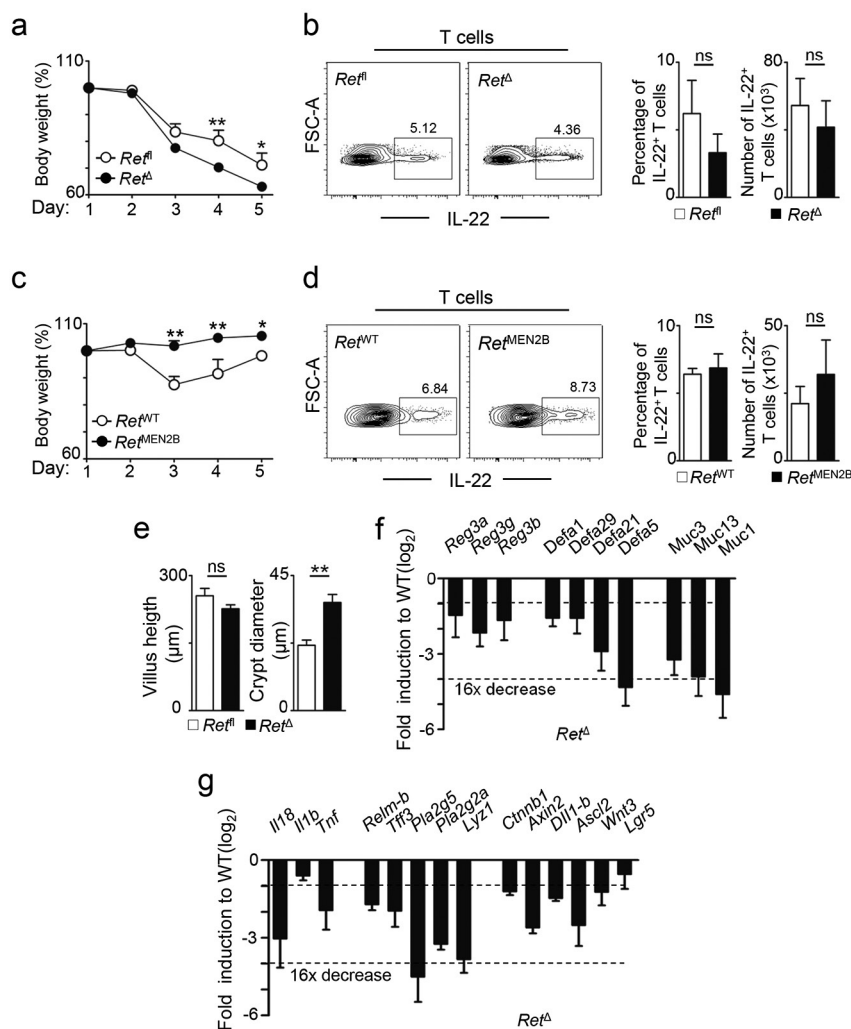 a
110
Body weight (%)
60
Ret^fl
Ret^Δ
**
*
Day: 1 2 3 4 5
b
T cells
FSC-A
Ret^fl
5.12
Ret^Δ
4.36
IL-22
10
ns
Percentage of
IL-22+ T cells
0
80
ns
Number of IL-22+
T cells (x10³)
0
Ret^fl Ret^Δ
c
110
Body weight (%)
60
** ** *
Ret^WT
Ret^MEN2B
Day: 1 2 3 4 5
d
T cells
FSC-A
Ret^WT
6.84
Ret^MEN2B
8.73
IL-22
10
ns
Percentage of
IL-22+ T cells
0
50
ns
Number of IL-22+
T cells (x10³)
0
Ret^WT Ret^MEN2B
e
300
ns
Villus heigth
(µm)
0
45
**
Crypt diameter
(µm)
0
Ret^fl Ret^Δ
f
Reg3a Reg3g Reg3b Defa1 Defa29 Defa21 Defa5 Muc3 Muc13 Muc1
Fold induction to WT(log₂)
0
-3
-6
16x decrease
Ret^Δ
g
Il18 Il1b Tnf Relm-b Tff3 Pla2g5 Pla2g2a Lyz1 Ctnnb1 Axin2 Dll1-b Ascl2 Wnt3 Lgr5
Fold induction to WT(log₂)
0
-3
-6
16x decrease
Ret^Δ